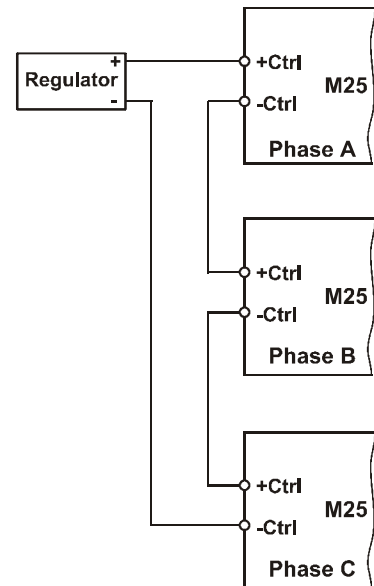 +
Regulator
-
+Ctrl
M25
-Ctrl
Phase A
+Ctrl
M25
-Ctrl
Phase B
+Ctrl
M25
-Ctrl
Phase C